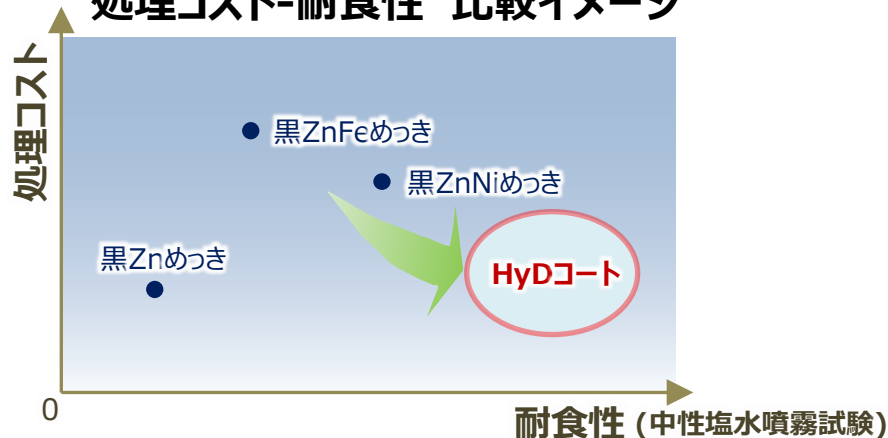 処理コスト-耐食性 比較イメージ
処理コスト
黒ZnFeめっき
黒ZnNiめっき
黒Znめっき
HyDコート
0
耐食性 (中性塩水噴霧試験)